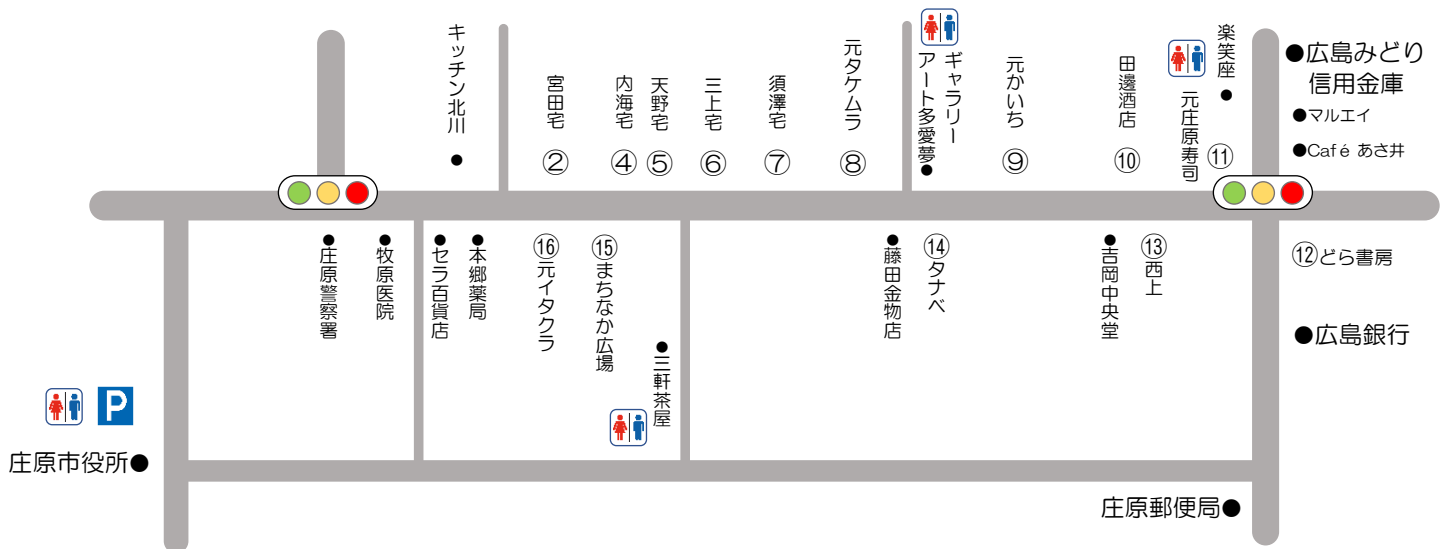 キッチン北川
宮田宅
②
内海宅
④
天野宅
⑤
三上宅
⑥
須澤宅
⑦
元タケムラ
⑧
ギャラリー
アート多愛夢
元かいち
⑨
田邊酒店
⑩
元庄原寿司
楽笑座
⑪
広島みどり
信用金庫
マルエイ
Café あさ井
庄原警察署
牧原医院
セラ百貨店
本郷薬局
⑯元イタクラ
⑮まちなか広場
三軒茶屋
藤田金物店
⑭タナベ
吉岡中央堂
⑬西上
⑫どら書房
広島銀行
P
庄原市役所
庄原郵便局